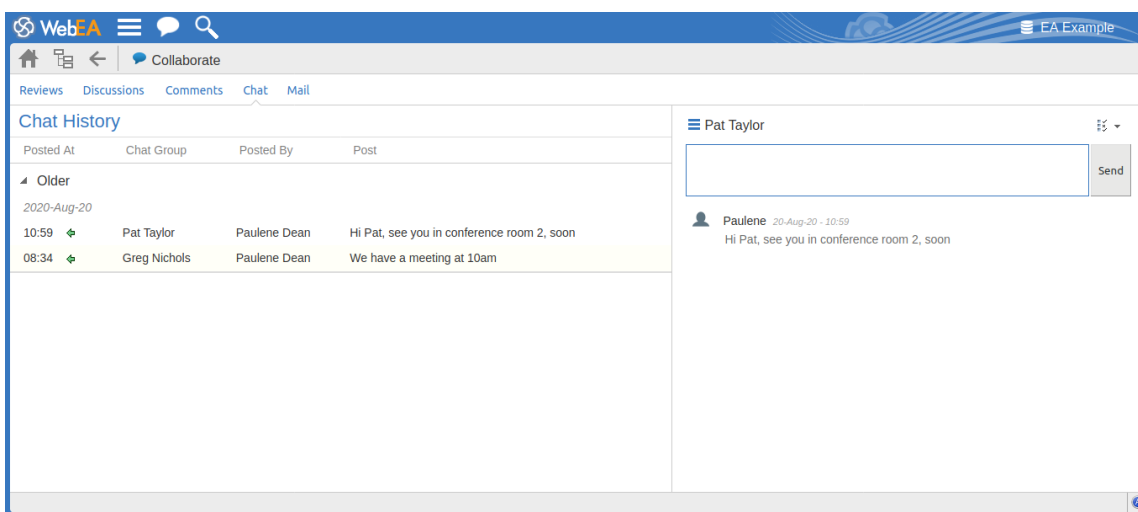 WebEA
EA Example
Collaborate
Reviews Discussions Comments Chat Mail
Chat History
Posted At Chat Group Posted By Post
Older
2020-Aug-20
10:59 Pat Taylor Paulene Dean Hi Pat, see you in conference room 2, soon
08:34 Greg Nichols Paulene Dean We have a meeting at 10am
Pat Taylor
Send
Paulene 20-Aug-20 - 10:59
Hi Pat, see you in conference room 2, soon